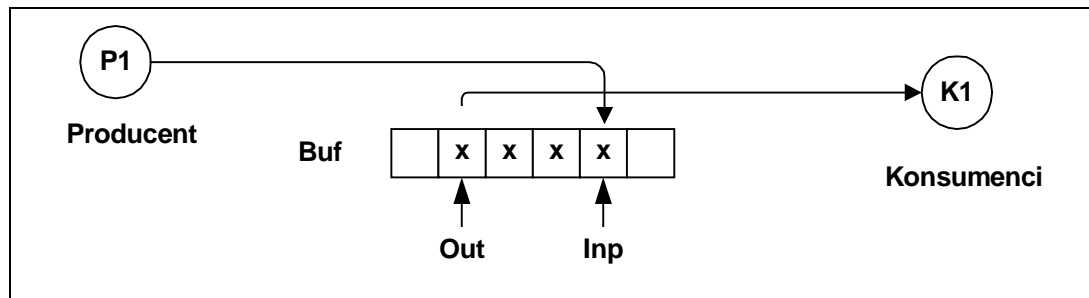 P1
K1
Producent
Buf
x x x x
Konsumenci
Out Inp